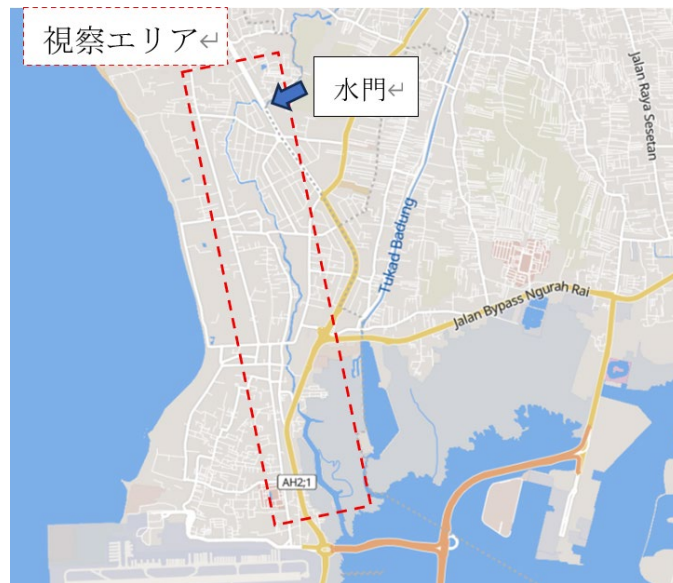 視察エリア↵
水門↵
Jalan Raya Sesetan
Tukad Badung
Jalan Bypass Ngurah Rai
AH2;1